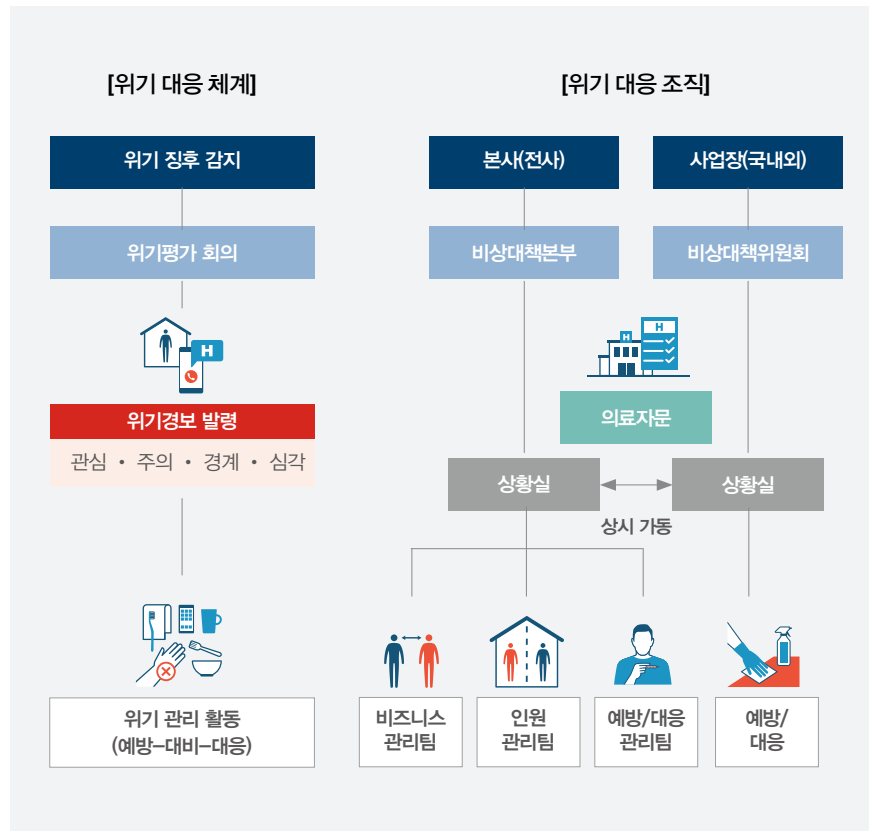 [위기 대응 체계]
위기 징후 감지
위기평가 회의
H
위기경보 발령
관심 • 주의 • 경계 • 심각
위기 관리 활동
(예방–대비–대응)
[위기 대응 조직]
본사(전사)
사업장(국내외)
비상대책본부
비상대책위원회
H
H
의료자문
상황실
상황실
상시 가동
비즈니스
관리팀
인원
관리팀
예방/대응
관리팀
예방/
대응